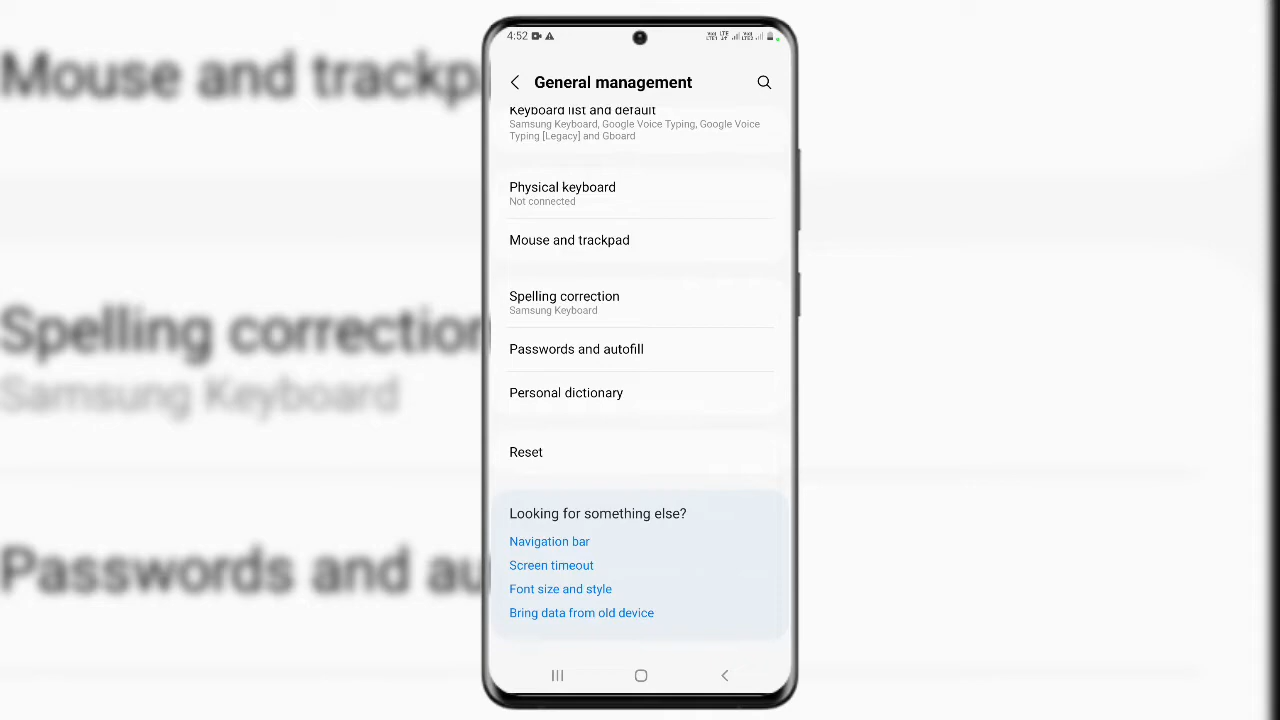 4:52
General management
Keyboard list and default
Samsung Keyboard, Google Voice Typing, Google Voice
Typing [Legacy] and Gboard
Physical keyboard
Not connected
Mouse and trackpad
Spelling correction
Samsung Keyboard
Passwords and autofill
Personal dictionary
Reset
Looking for something else?
Navigation bar
Screen timeout
Font size and style
Bring data from old device
Mouse and trackp
Spelling correction
Samsung Keyboard
Passwords and au